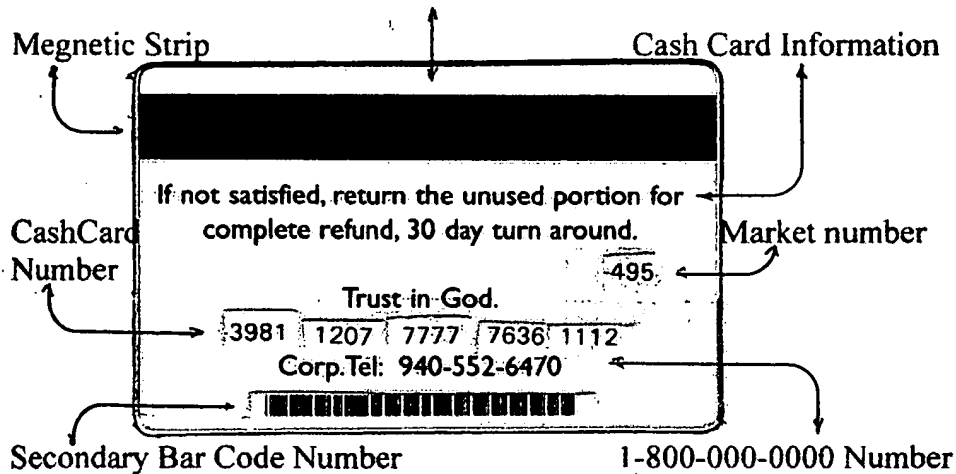 Megnetic Strip
Cash Card Information
If not satisfied, return the unused portion for
complete refund, 30 day turn around.
CashCard
Number
Market number
495
Trust in God.
3981 1207 7777 7636 1112
Corp.Tel: 940-552-6470
Secondary Bar Code Number
1-800-000-0000 Number